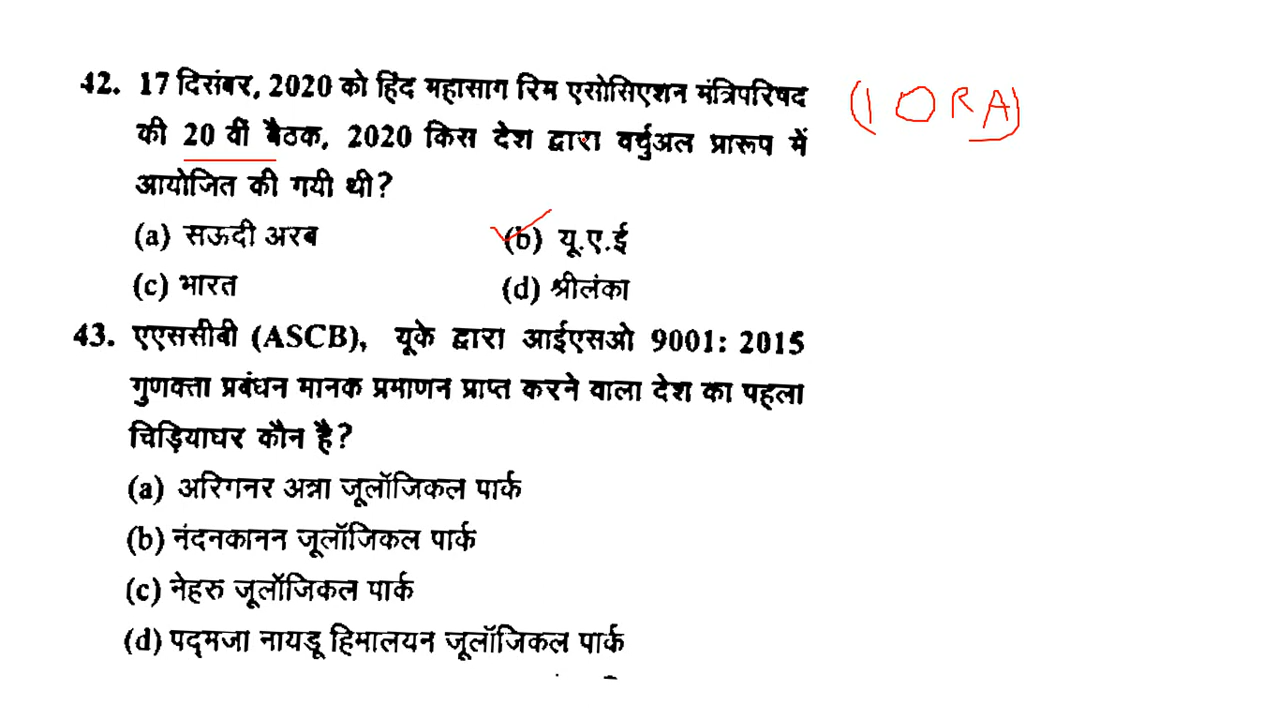 42. 17 दिसंबर, 2020 को हिंद महासाग रिम एसोसिएशन मंत्रिपरिषद (IORA)
की 20 वीं बैठक, 2020 किस देश द्वारा वर्चुअल प्रारूप में
आयोजित की गयी थी?
(a) सऊदी अरब (b) यू.ए.ई
(c) भारत (d) श्रीलंका
43. एएससीबी (ASCB), यूके द्वारा आईएसओ 9001: 2015
गुणक्ता प्रबंधन मानक प्रमाणन प्राप्त करने वाला देश का पहला
चिड़ियाघर कौन है?
(a) अरिगनर अन्ना जूलॉजिकल पार्क
(b) नंदनकानन जूलॉजिकल पार्क
(c) नेहरु जूलॉजिकल पार्क
(d) पद्मजा नायडू हिमालयन जूलॉजिकल पार्क